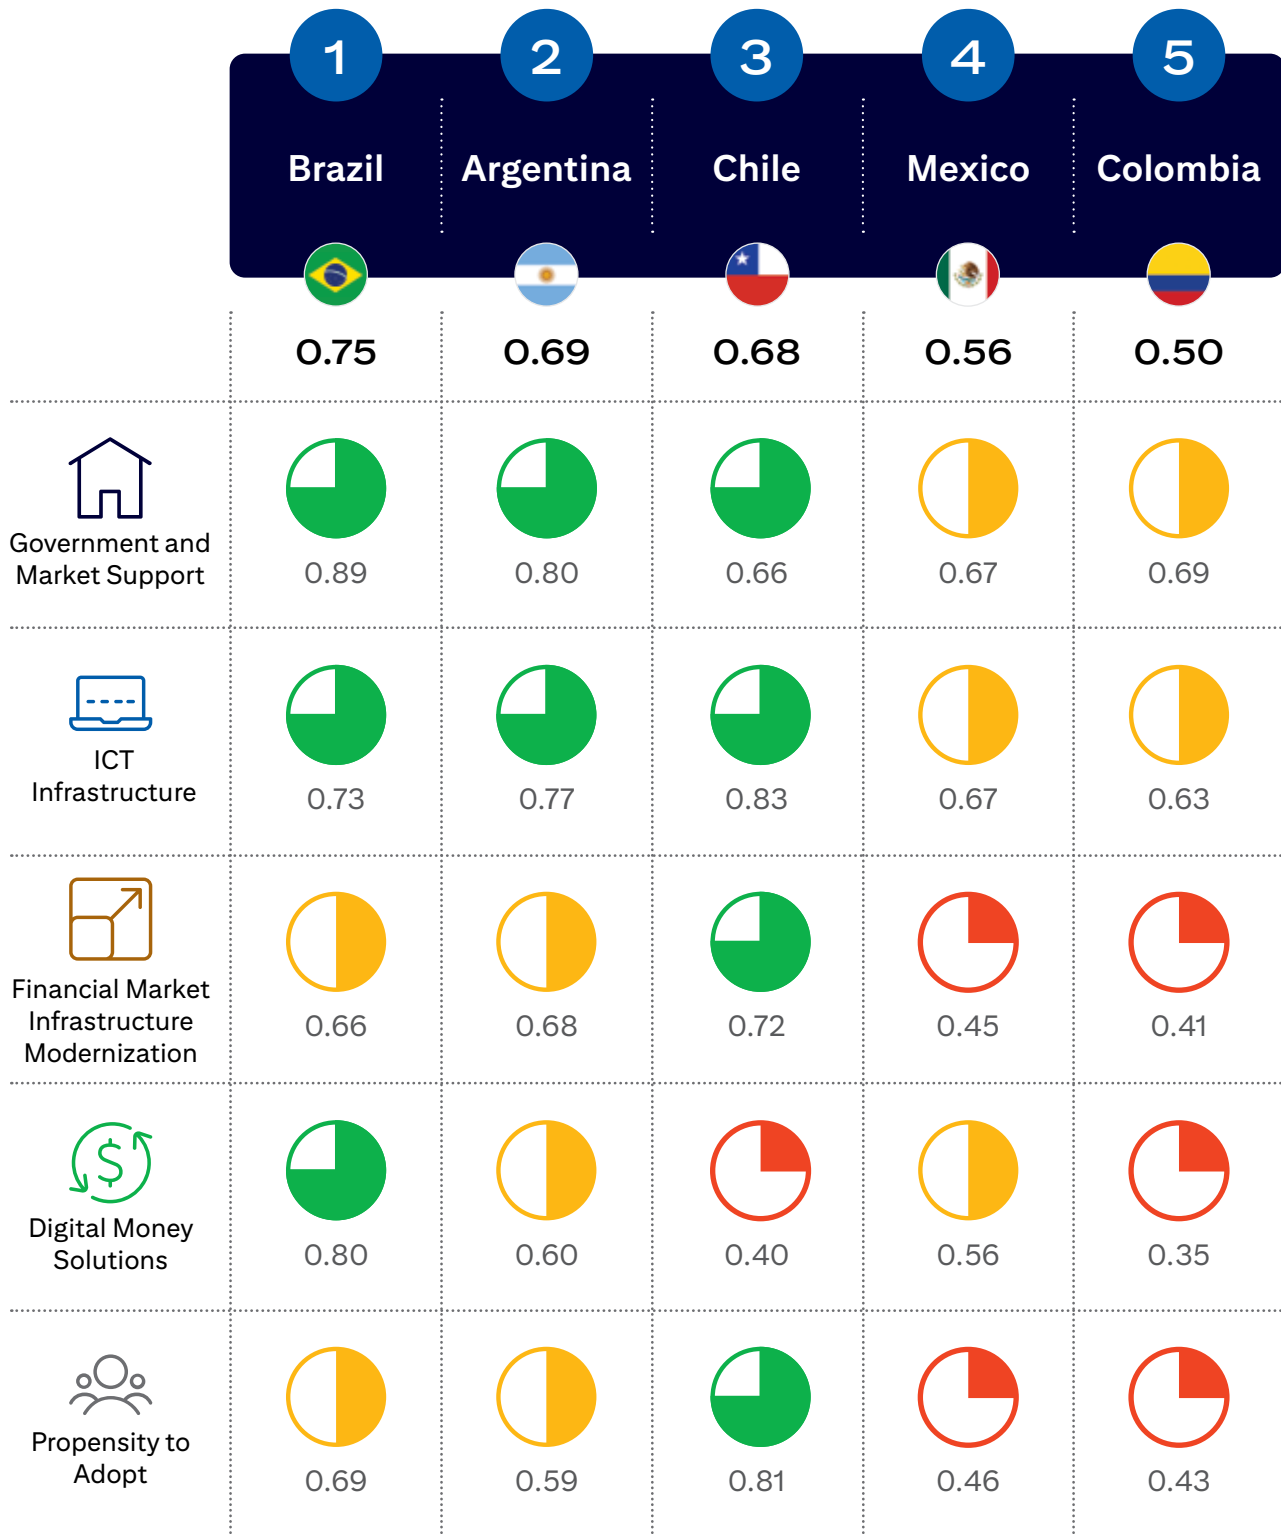 1 2 3 4 5
Brazil Argentina Chile Mexico Colombia
0.75 0.69 0.68 0.56 0.50
Government and
Market Support
0.89 0.80 0.66 0.67 0.69
ICT
Infrastructure
0.73 0.77 0.83 0.67 0.63
Financial Market
Infrastructure
Modernization
0.66 0.68 0.72 0.45 0.41
$
Digital Money
Solutions
0.80 0.60 0.40 0.56 0.35
Propensity to
Adopt
0.69 0.59 0.81 0.46 0.43